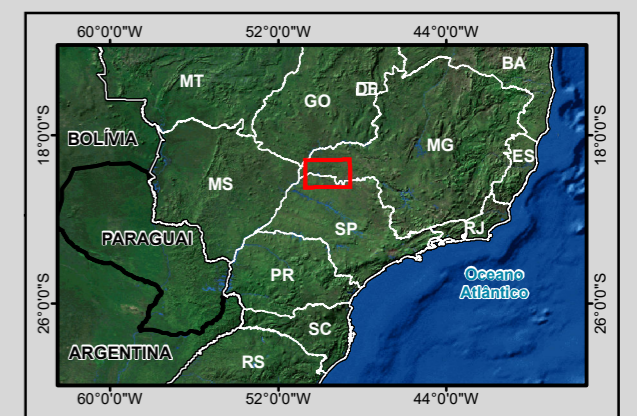 60°0'0"W 52°0'0"W 44°0'0"W
BA
MT
DF
GO
18°0'0"S
18°0'0"S
BOLÍVIA
MG
ES
MS
PARAGUAI
SP
RJ
PR
Oceano
Atlântico
26°0'0"S
26°0'0"S
SC
ARGENTINA
RS
60°0'0"W 52°0'0"W 44°0'0"W